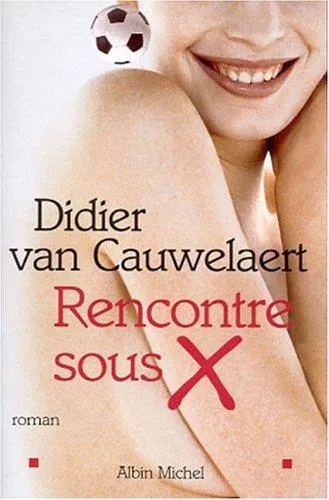 Didier
van Cauwelaert
Rencontre
sous X
roman
Albin Michel